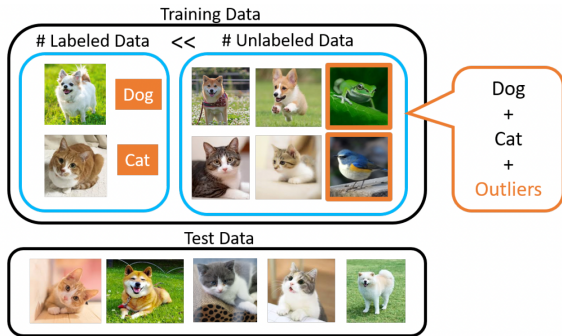 Training Data
# Labeled Data << # Unlabeled Data
Dog
Cat
Dog
+
Cat
+
Outliers
Test Data